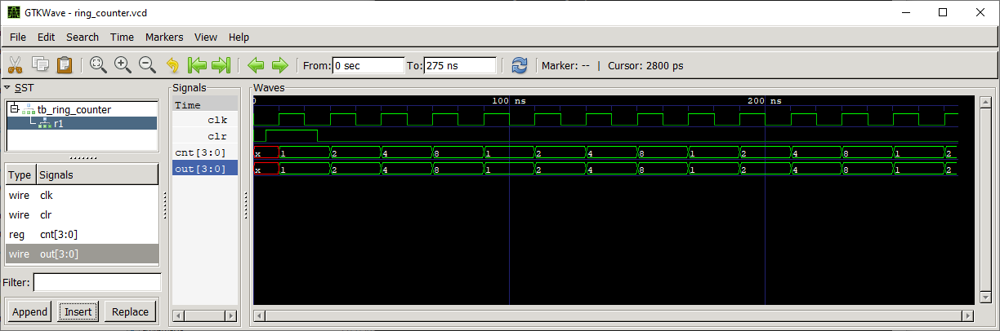 GTKWave - ring_counter.vcd
File Edit Search Time Markers View Help
From: 0 sec To: 275 ns Marker: -- | Cursor: 2800 ps
SST
tb_ring_counter
r1
Type Signals
wire clk
wire clr
reg cnt[3:0]
wire out[3:0]
Filter:
Append Insert Replace
Signals
Time
clk
clr
cnt[3:0]
out[3:0]
Waves
0 100 ns 200 ns
x 1 2 4 8 1 2 4 8 1 2 4 8 1 2
x 1 2 4 8 1 2 4 8 1 2 4 8 1 2